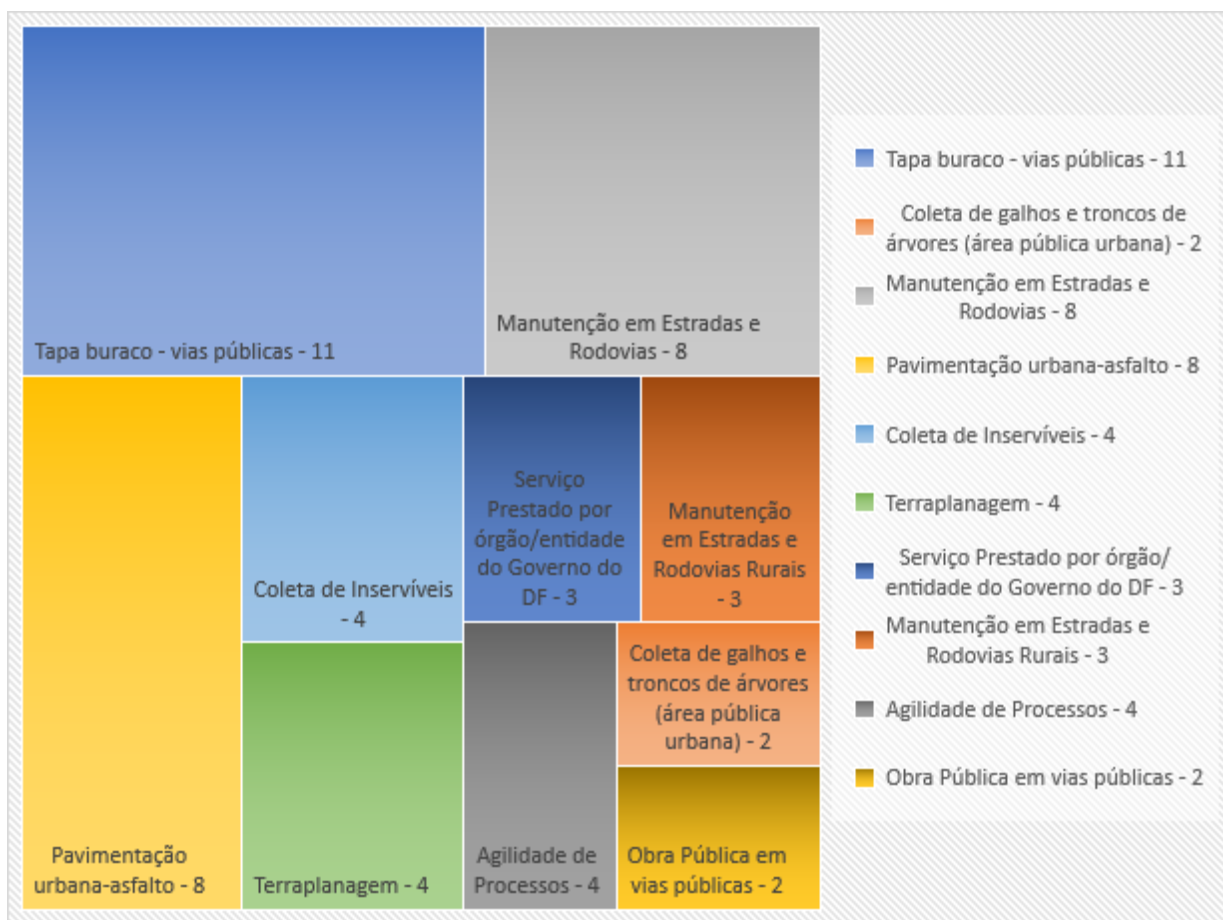 Tapa buraco - vias públicas - 11
Manutenção em Estradas e
Rodovias - 8
Pavimentação
urbana-asfalto - 8
Coleta de Inservíveis
- 4
Terraplanagem - 4
Serviço
Prestado por
órgão/entidade
do Governo do
DF - 3
Manutenção
em Estradas e
Rodovias Rurais
- 3
Agilidade de
Processos - 4
Coleta de galhos e
troncos de árvores
(área pública
urbana) - 2
Obra Pública em
vias públicas - 2
Tapa buraco - vias públicas - 11
Coleta de galhos e troncos de
árvores (área pública urbana) - 2
Manutenção em Estradas e
Rodovias - 8
Pavimentação urbana-asfalto - 8
Coleta de Inservíveis - 4
Terraplanagem - 4
Serviço Prestado por órgão/
entidade do Governo do DF - 3
Manutenção em Estradas e
Rodovias Rurais - 3
Agilidade de Processos - 4
Obra Pública em vias públicas - 2